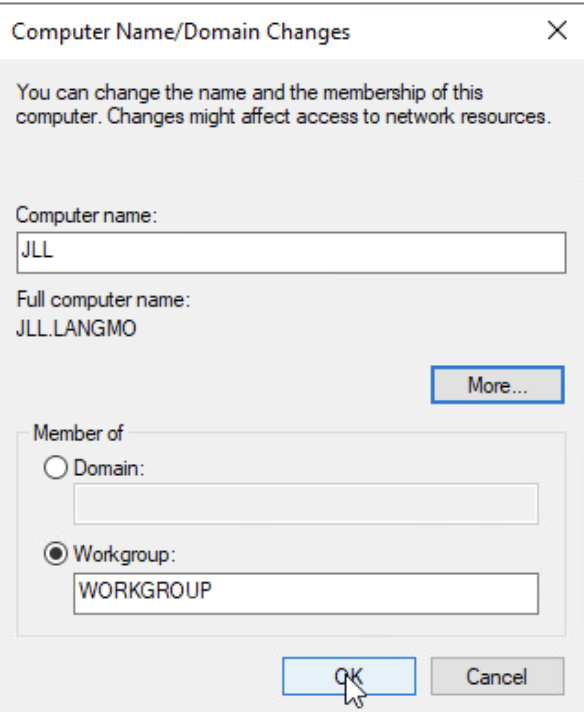 Computer Name/Domain Changes
You can change the name and the membership of this
computer. Changes might affect access to network resources.
Computer name:
JLL
Full computer name:
JLL.LANGMO
More...
Member of
Domain:
Workgroup:
WORKGROUP
OK Cancel